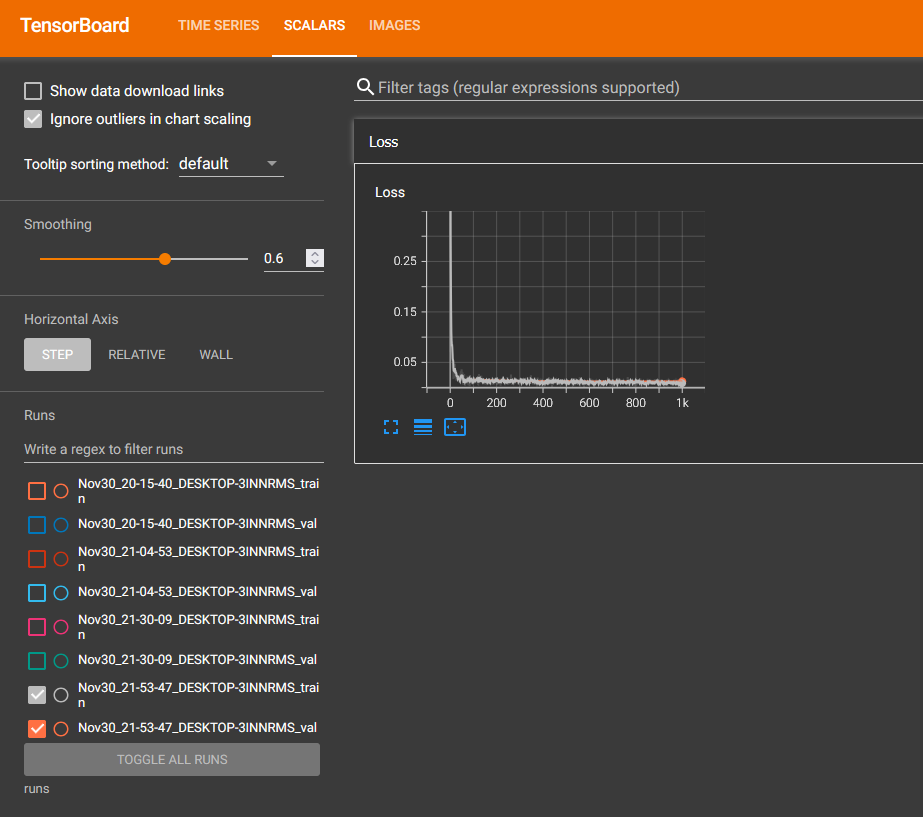 TensorBoard
TIME SERIES
SCALARS
IMAGES
Show data download links
Ignore outliers in chart scaling
Tooltip sorting method: default
Smoothing
0.6
Horizontal Axis
STEP
RELATIVE
WALL
Runs
Write a regex to filter runs
Nov30_20-15-40_DESKTOP-3INNRMS_trai
n
Nov30_20-15-40_DESKTOP-3INNRMS_val
Nov30_21-04-53_DESKTOP-3INNRMS_trai
n
Nov30_21-04-53_DESKTOP-3INNRMS_val
Nov30_21-30-09_DESKTOP-3INNRMS_trai
n
Nov30_21-30-09_DESKTOP-3INNRMS_val
Nov30_21-53-47_DESKTOP-3INNRMS_trai
n
Nov30_21-53-47_DESKTOP-3INNRMS_val
TOGGLE ALL RUNS
runs
Filter tags (regular expressions supported)
Loss
Loss
0.25
0.15
0.05
0 200 400 600 800 1k